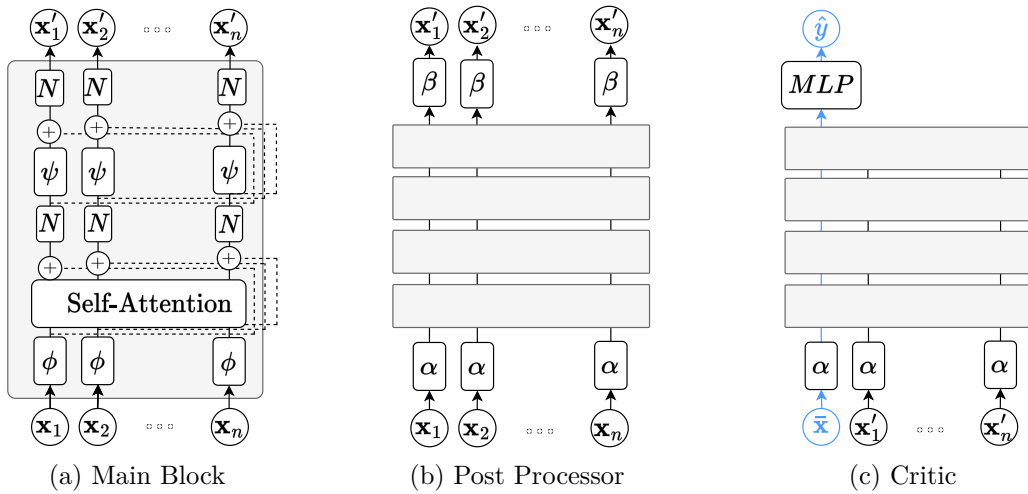 x′₁ x′₂ ... x′ₙ
N N N
+ + +
ψ ψ ψ
N N N
+ + +
Self-Attention
ϕ ϕ ϕ
x₁ x₂ ... xₙ
(a) Main Block
x′₁ x′₂ ... x′ₙ
β β β
α α α
x₁ x₂ ... xₙ
(b) Post Processor
ŷ
MLP
α α α
x̄ x′₁ ... x′ₙ
(c) Critic